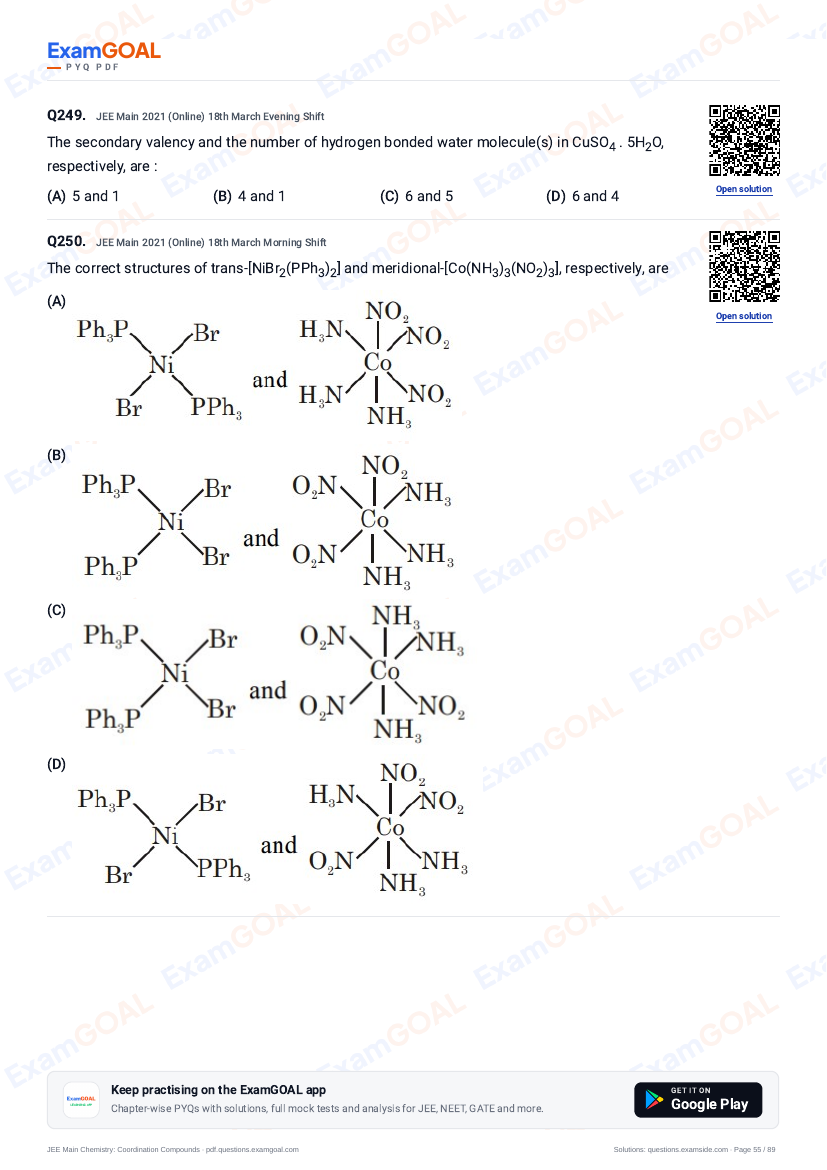 ExamGOAL
PYQ PDF
Q249. JEE Main 2021 (Online) 18th March Evening Shift
The secondary valency and the number of hydrogen bonded water molecule(s) in CuSO4 . 5H2O,
respectively, are :
(A) 5 and 1 (B) 4 and 1 (C) 6 and 5 (D) 6 and 4
Open solution
Q250. JEE Main 2021 (Online) 18th March Morning Shift
The correct structures of trans-[NiBr2(PPh3)2] and meridional-[Co(NH3)3(NO2)3], respectively, are
Open solution
(A)
NO2
Ph3P Br H3N NO2
Ni Co
and
Br PPh3 H3N NO2
NH3
(B)
NO2
Ph3P Br O2N NH3
Ni Co
and
Ph3P Br O2N NH3
NH3
(C)
NH3
Ph3P Br O2N NH3
Ni Co
and
Ph3P Br O2N NO2
NH3
(D)
NO2
Ph3P Br H3N NO2
Ni Co
and
Br PPh3 O2N NH3
NH3
Keep practising on the ExamGOAL app
Chapter-wise PYQs with solutions, full mock tests and analysis for JEE, NEET, GATE and more.
GET IT ON
Google Play
JEE Main Chemistry: Coordination Compounds · pdf.questions.examgoal.com Solutions: questions.examside.com · Page 55 / 89